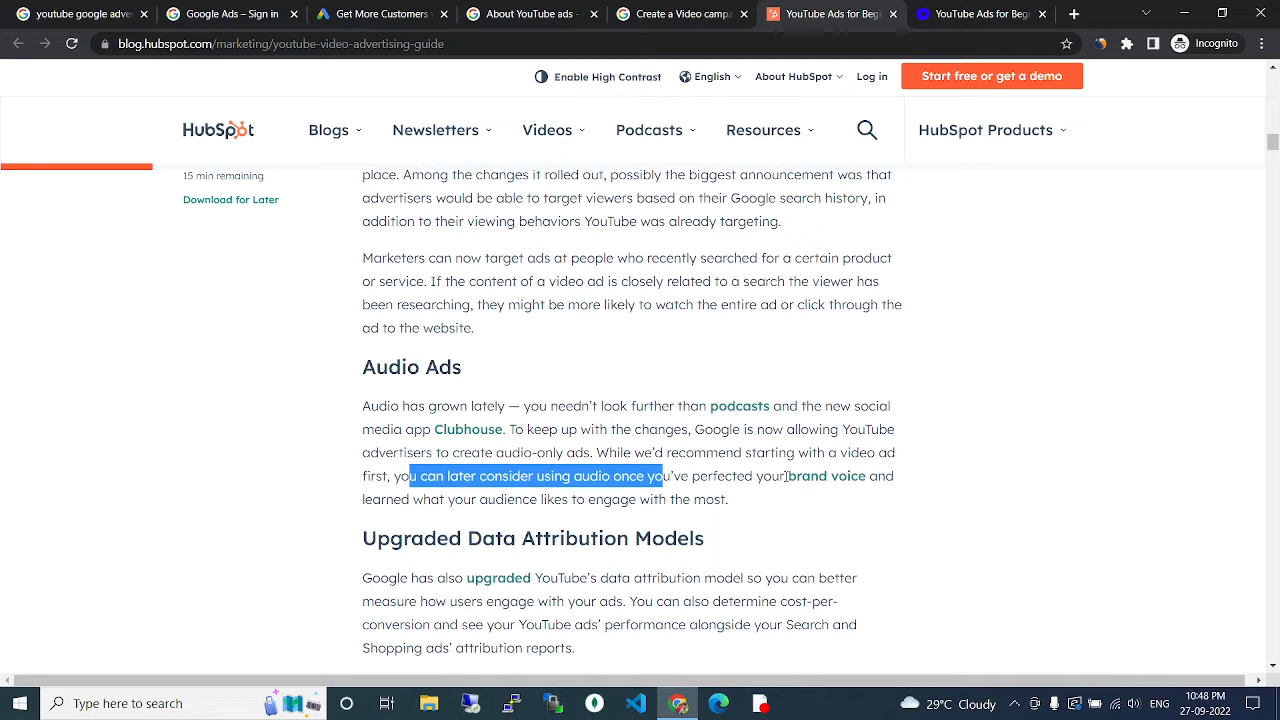 youtube google adver
Google Ads – Sign in
Get More Customers
About YouTube ads -
Create a Video campa
YouTube Ads for Begi
YouTube Ads for Begi
blog.hubspot.com/marketing/youtube-video-advertising-guide
Incognito
Enable High Contrast
English
About HubSpot
Log in
Start free or get a demo
HubSpot
Blogs
Newsletters
Videos
Podcasts
Resources
HubSpot Products
15 min remaining
Download for Later
place. Among the changes it rolled out, possibly the biggest announcement was that
advertisers would be able to target viewers based on their Google search history, in
addition to their viewing behaviors YouTube was already targeting.
Marketers can now target ads at people who recently searched for a certain product
or service. If the content of a video ad is closely related to a search the viewer has
been researching, they might be more likely to watch the entire ad or click through the
ad to the website.
Audio Ads
Audio has grown lately — you needn’t look further than podcasts and the new social
media app Clubhouse. To keep up with the changes, Google is now allowing YouTube
advertisers to create audio-only ads. While we’d recommend starting with a video ad
first, you can later consider using audio once you’ve perfected your brand voice and
learned what your audience likes to engage with the most.
Upgraded Data Attribution Models
Google has also upgraded YouTube’s data attribution model so you can better
measure how users engage with your ads. You can also determine cost-per-
conversion and see your YouTube ads’ performance alongside your Search and
Shopping ads’ attribution reports.
Type here to search
29°C Cloudy
ENG
10:48 PM
27-09-2022